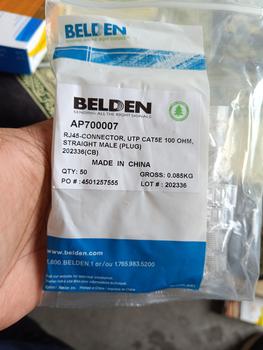 BELDEN
SENDING ALL THE RIGHT SIGNALS
BELDEN
SENDING ALL THE RIGHT SIGNALS
AP700007
RJ45-CONNECTOR, UTP CAT5E 100 OHM,
STRAIGHT MALE (PLUG)
202336(CB)
MADE IN CHINA
QTY: 50 GROSS: 0.085KG
PO #: 4501257555 LOT #: 202336
www.belden.com
1.800.BELDEN.1 or/ou 1.765.983.5200